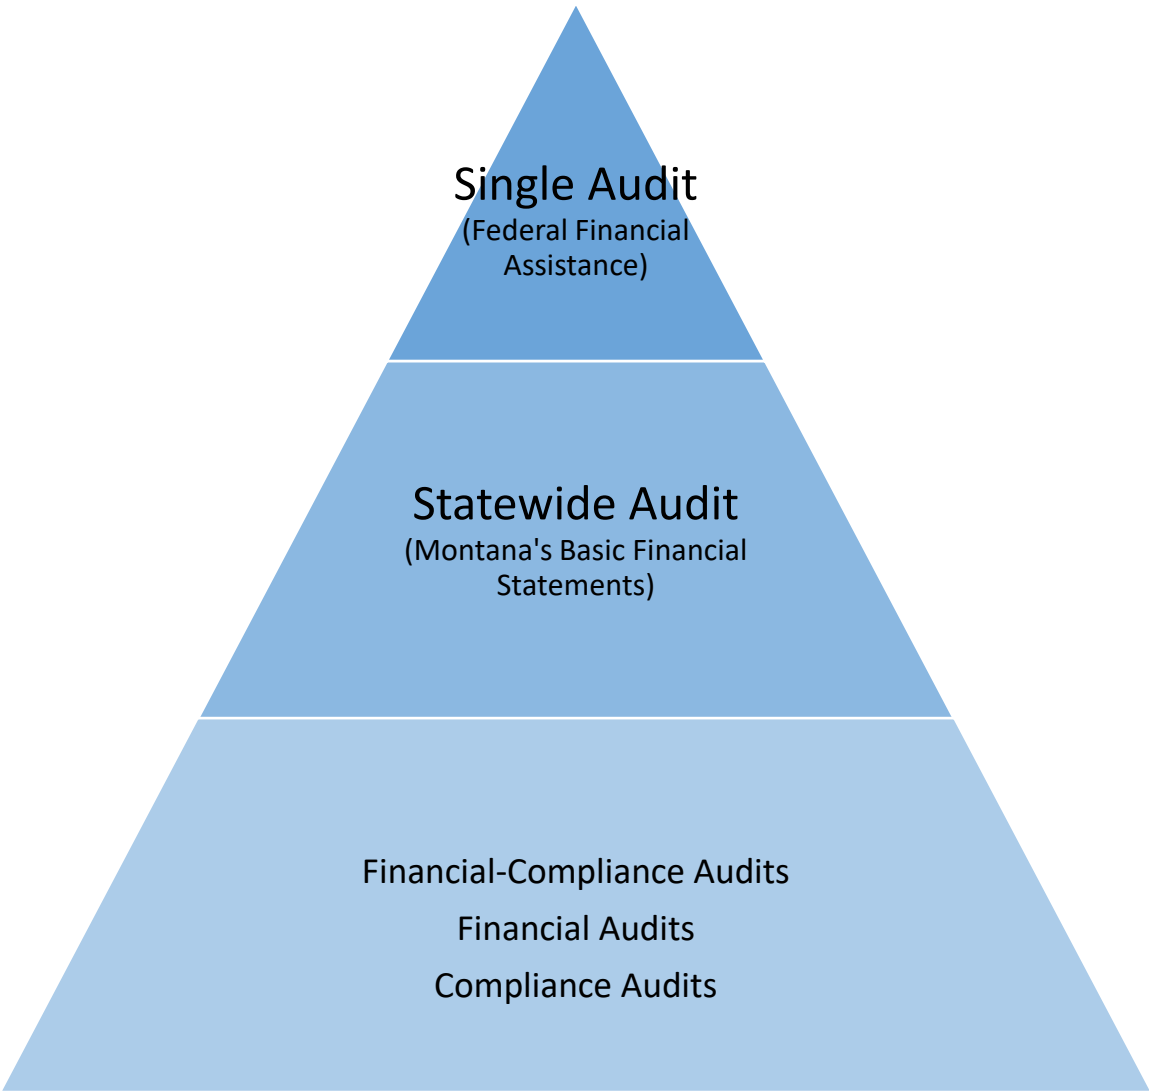 Single Audit
(Federal Financial
Assistance)
Statewide Audit
(Montana's Basic Financial
Statements)
Financial-Compliance Audits
Financial Audits
Compliance Audits